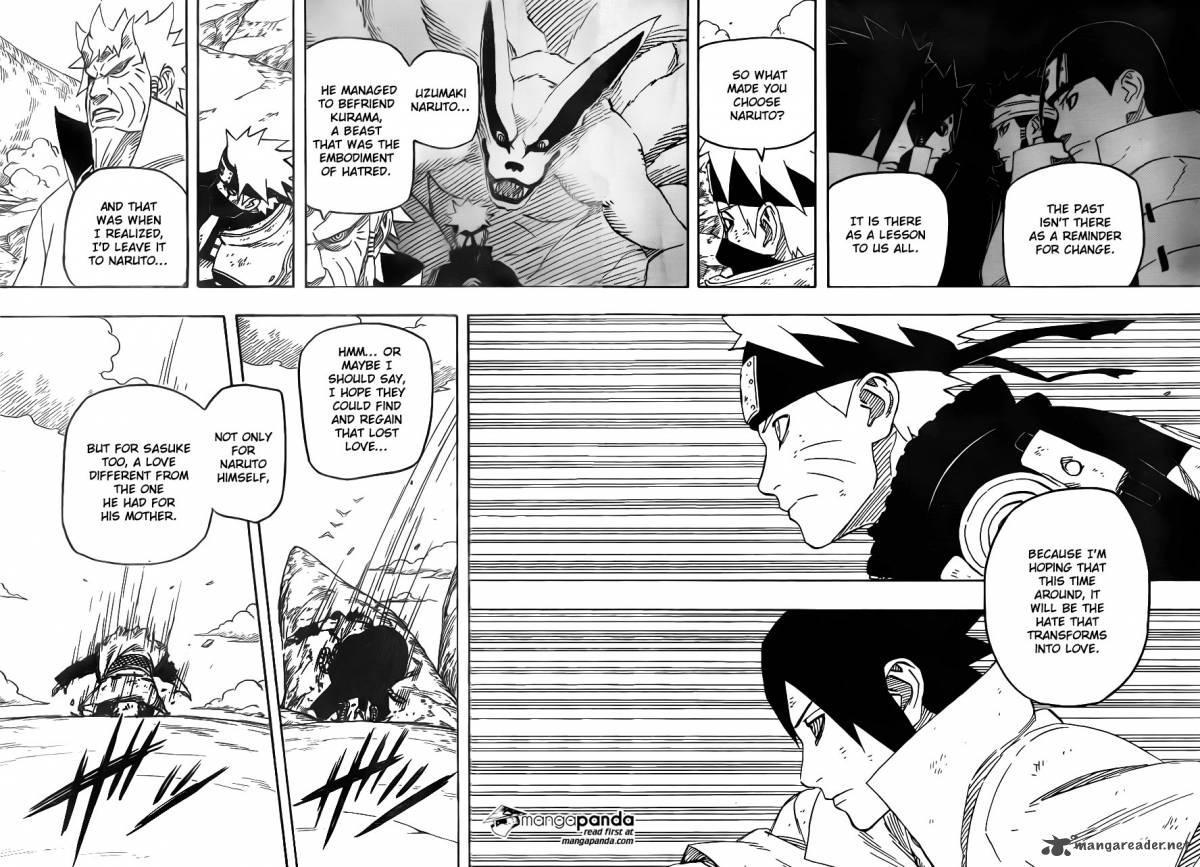 THE PAST
ISN'T THERE
AS A REMINDER
FOR CHANGE.
IT IS THERE
AS A LESSON
TO US ALL.
SO WHAT
MADE YOU
CHOOSE
NARUTO?
UZUMAKI
NARUTO...
HE MANAGED
TO BEFRIEND
KURAMA,
A BEAST
THAT WAS THE
EMBODIMENT
OF HATRED.
AND THAT
WAS WHEN
I REALIZED,
I'D LEAVE IT
TO NARUTO...
BECAUSE I'M
HOPING THAT
THIS TIME
AROUND, IT
WILL BE THE
HATE THAT
TRANSFORMS
INTO LOVE.
HMM... OR
MAYBE I
SHOULD SAY,
I HOPE THEY
COULD FIND
AND REGAIN
THAT LOST
LOVE...
NOT ONLY
FOR
NARUTO
HIMSELF,
BUT FOR SASUKE
TOO, A LOVE
DIFFERENT FROM
THE ONE
HE HAD FOR
HIS MOTHER.
mangapanda
read first at
mangapanda.com
mangareader.net